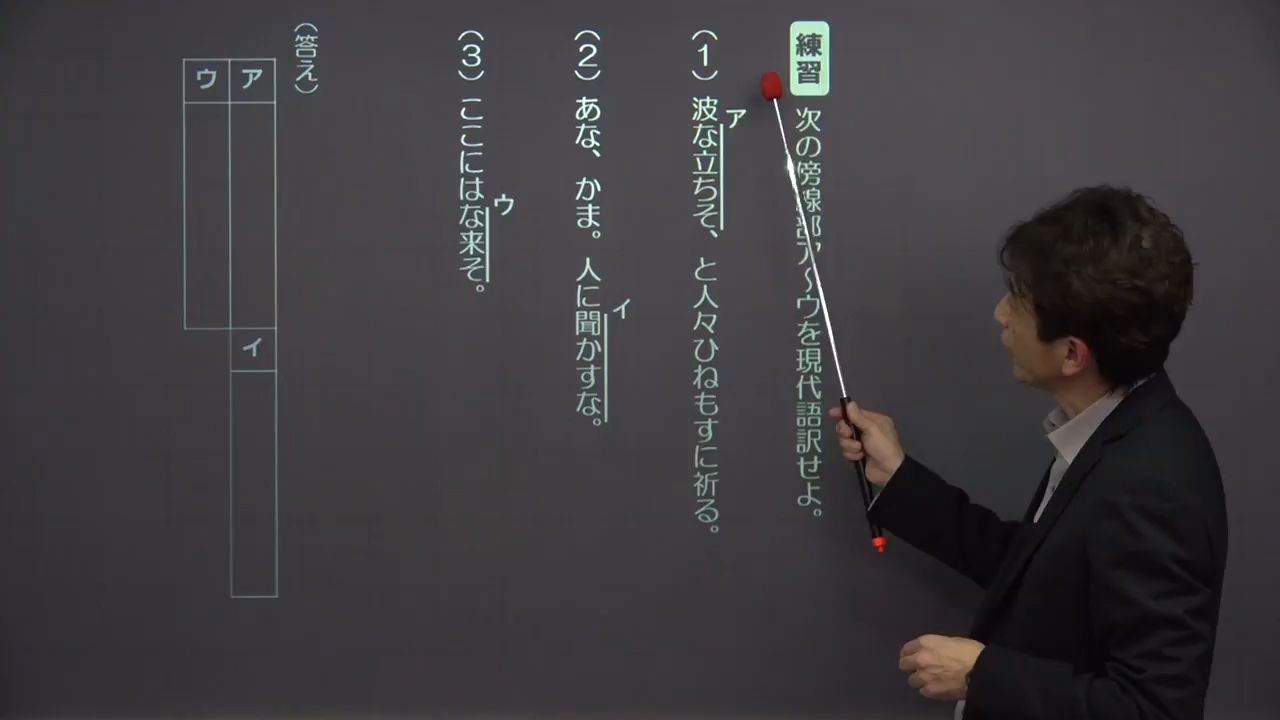 練習 次の傍線部ア～ウを現代語訳せよ。
ア
(1) 波な立ちそ、と人々ひねもすに祈る。
イ
(2) あな、かま。人に聞かすな。
ウ
(3) ここにはな来そ。
(答え)
ア
イ
ウ